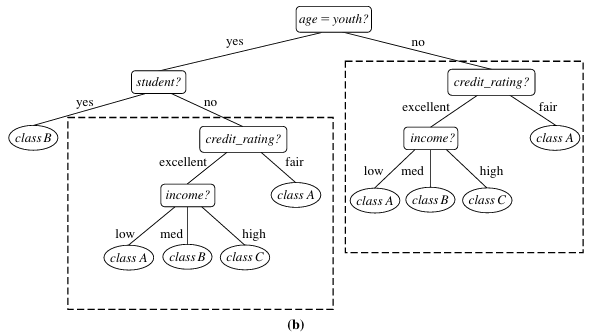 age = youth?
yes
no
student?
credit_rating?
yes
no
excellent
fair
class B
credit_rating?
income?
class A
excellent
fair
low
med
high
income?
class A
class A
class B
class C
low
med
high
class A
class B
class C
(b)